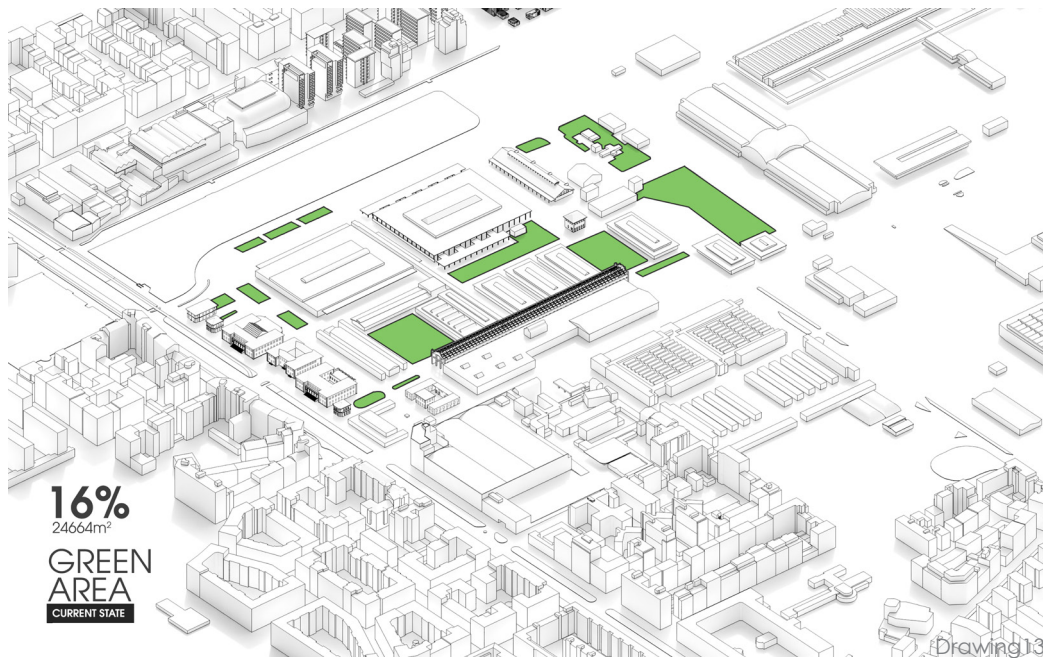 16%
24664m²
GREEN
AREA
CURRENT STATE
Drawing13